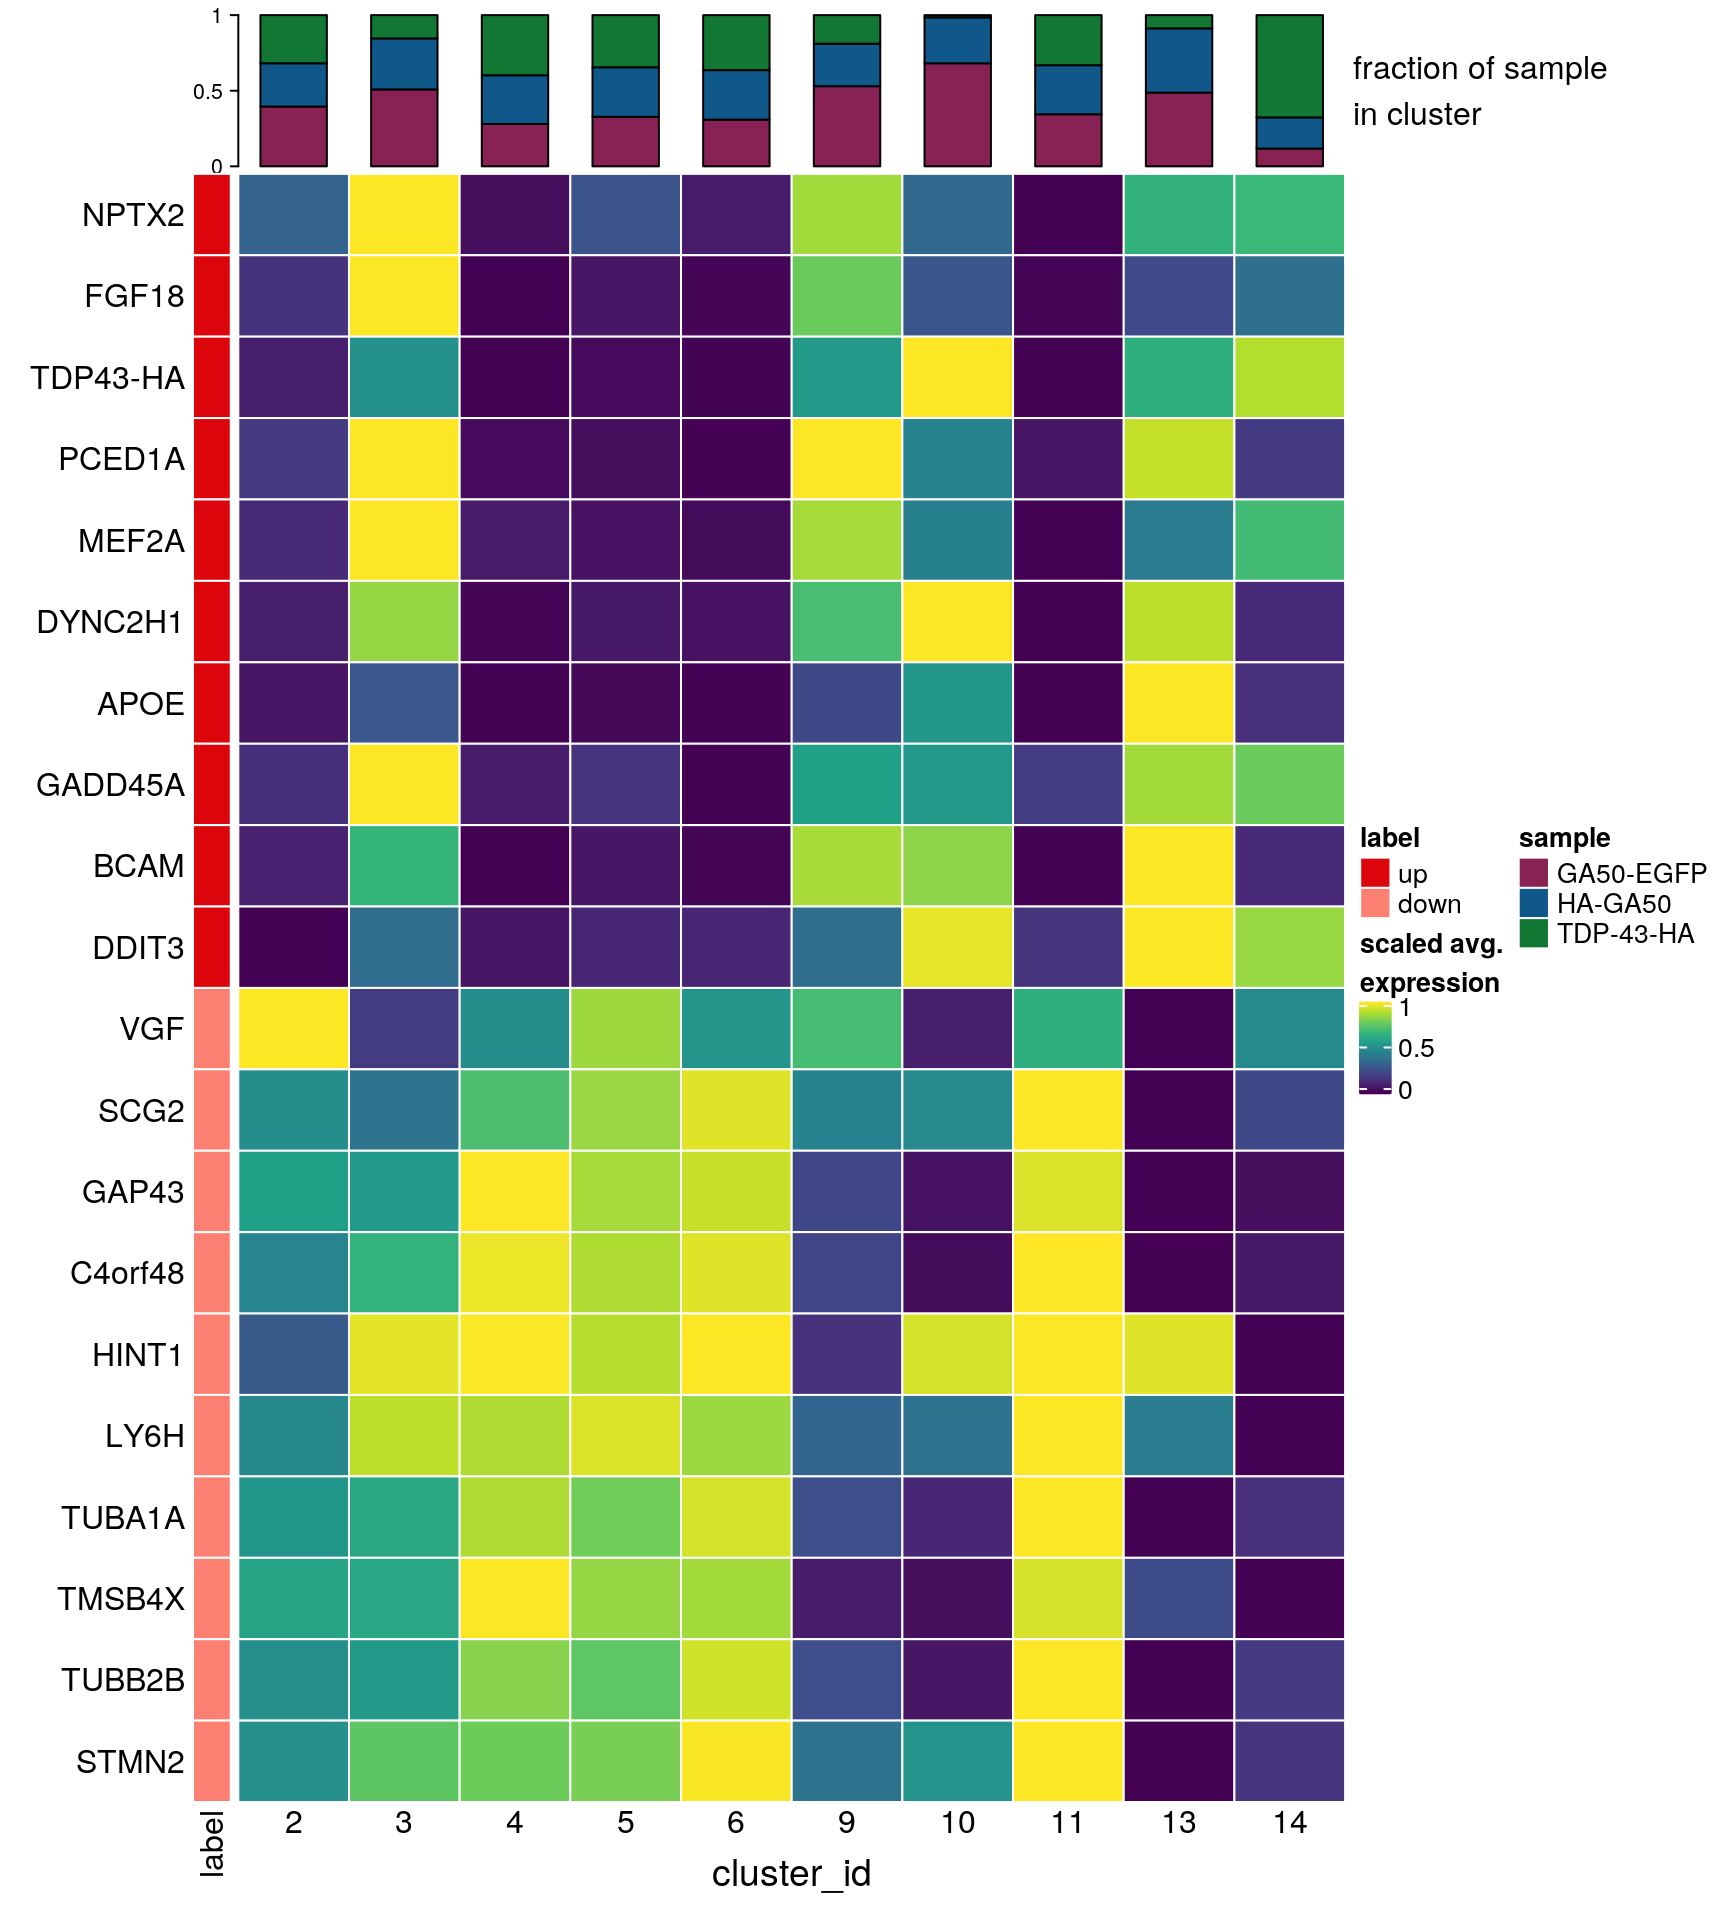 1
0.5
0
fraction of sample
in cluster
NPTX2
FGF18
TDP43-HA
PCED1A
MEF2A
DYNC2H1
APOE
GADD45A
BCAM
DDIT3
VGF
SCG2
GAP43
C4orf48
HINT1
LY6H
TUBA1A
TMSB4X
TUBB2B
STMN2
label
2 3 4 5 6 9 10 11 13 14
cluster_id
label
up
down
scaled avg.
expression
1
0.5
0
sample
GA50-EGFP
HA-GA50
TDP-43-HA